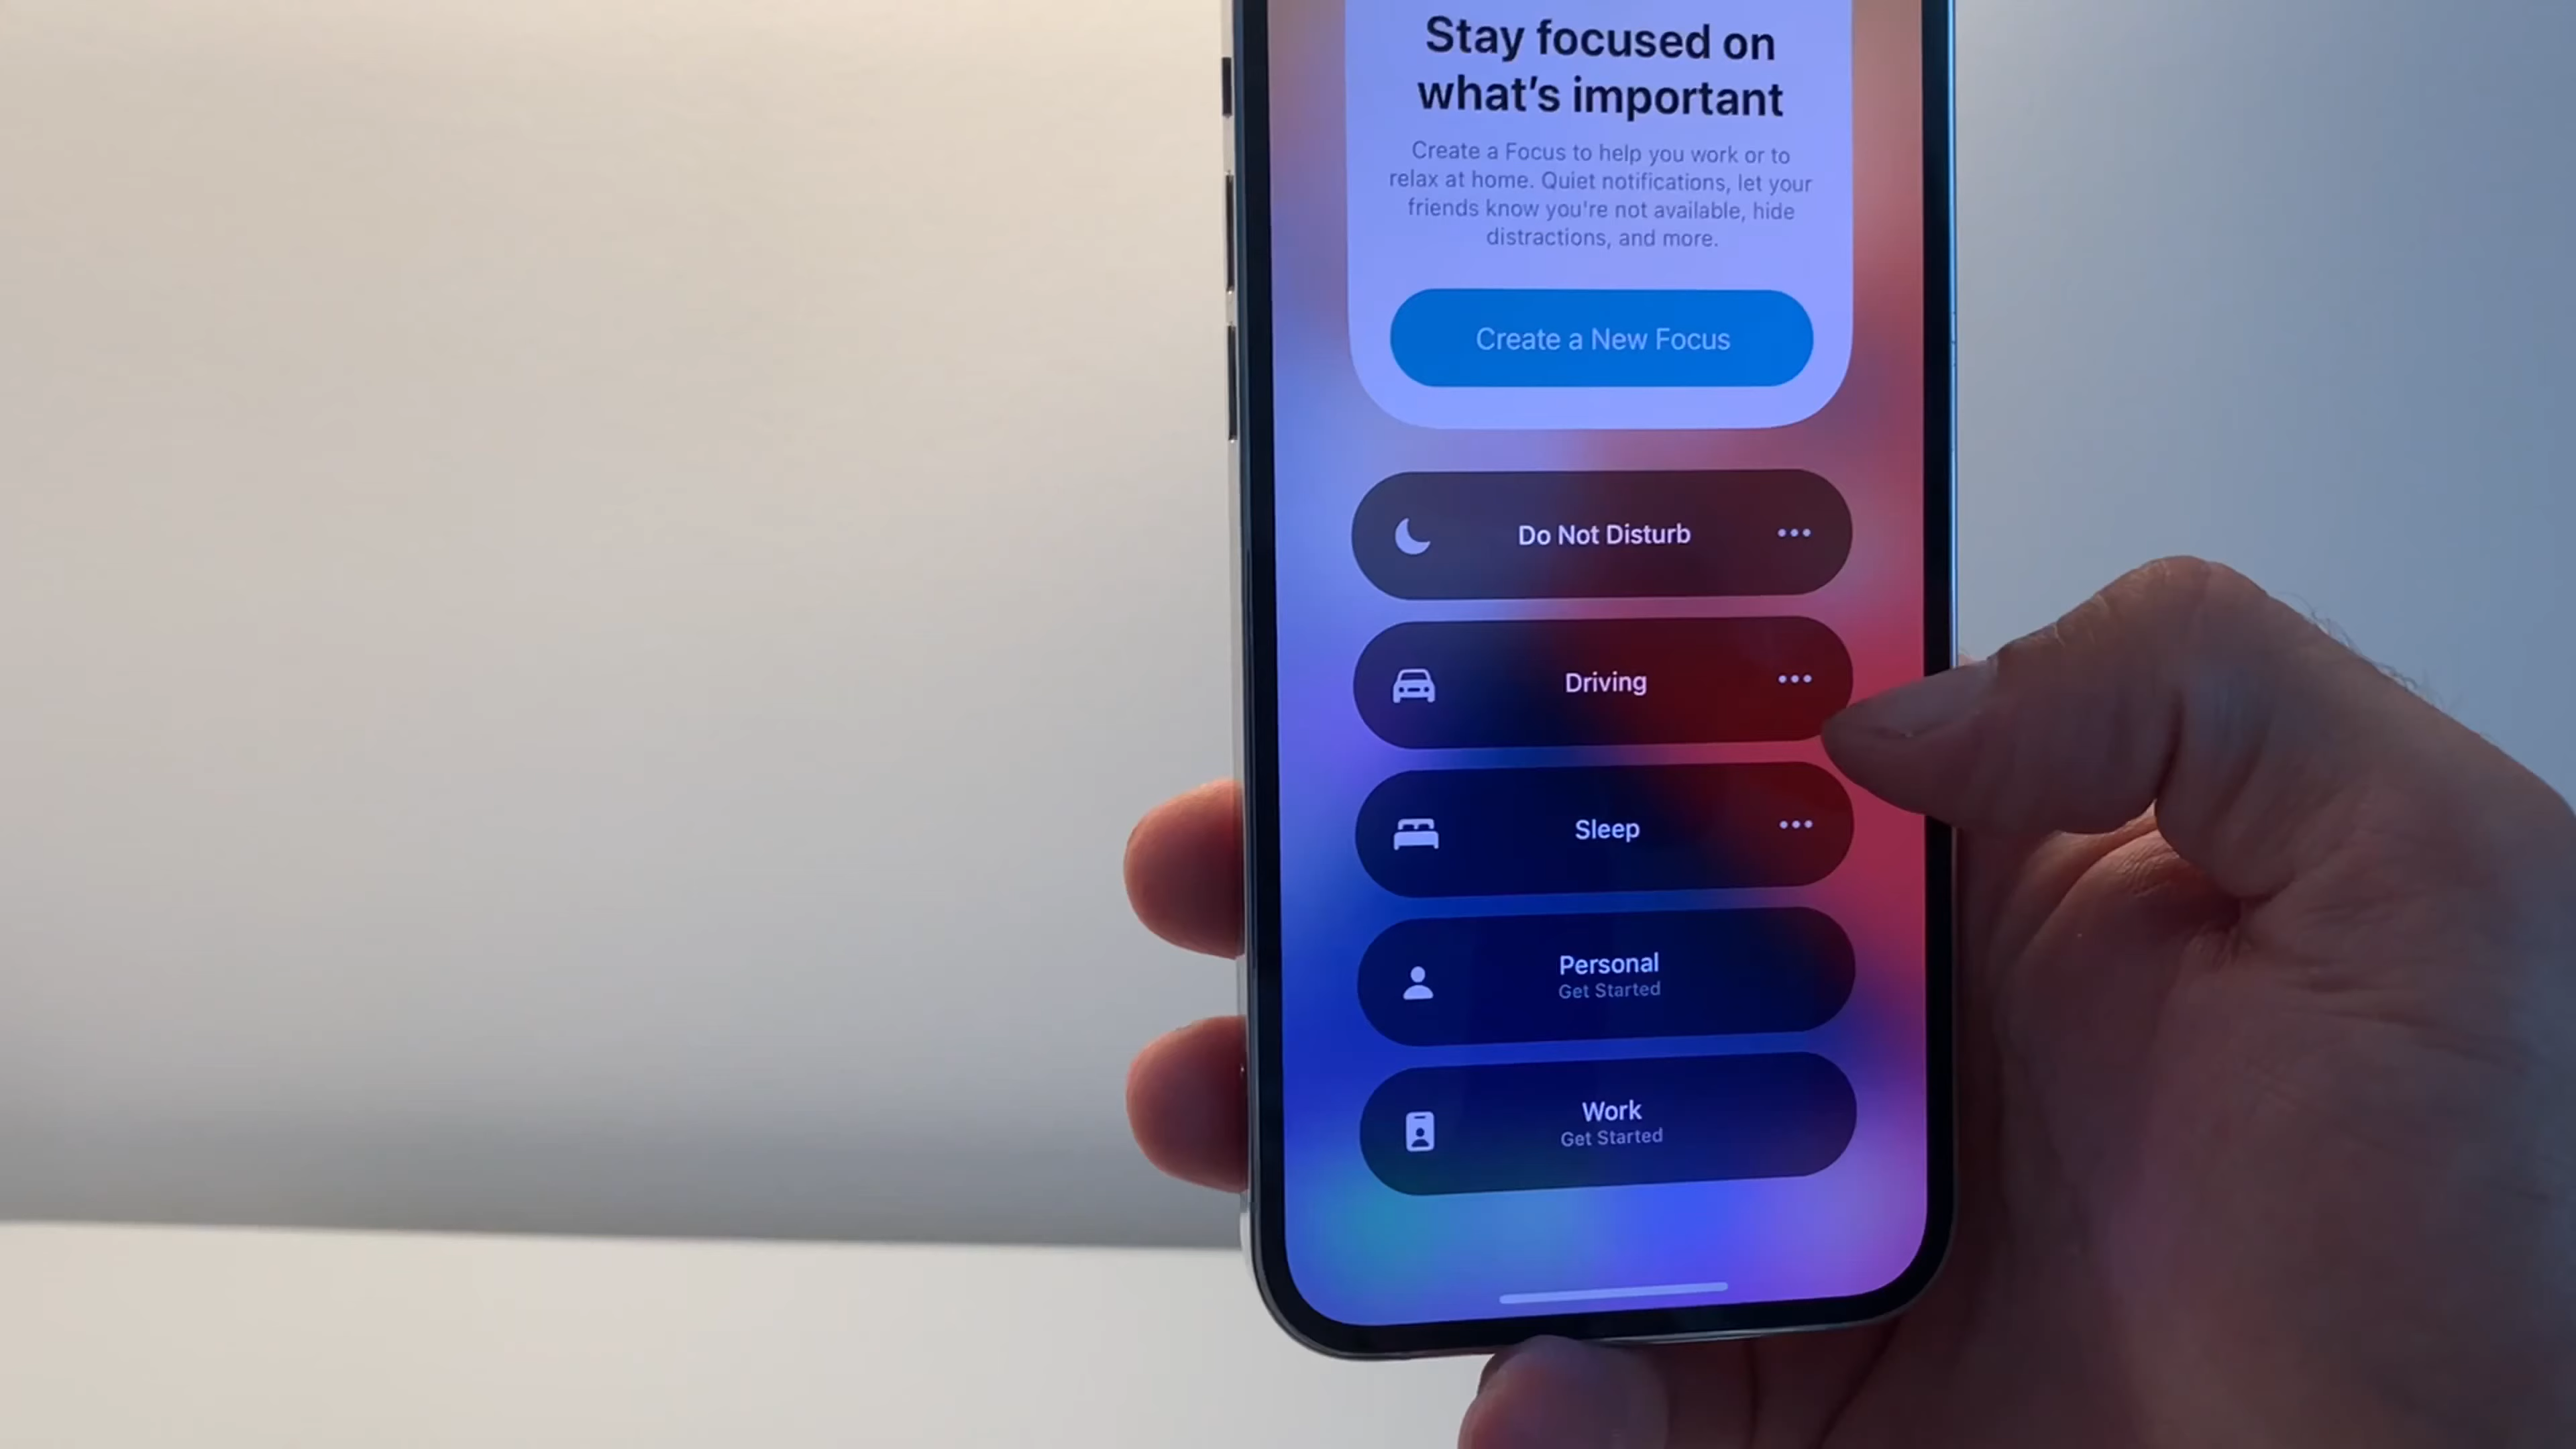 Stay focused on
what's important
Create a Focus to help you work or to
relax at home. Quiet notifications, let your
friends know you're not available, hide
distractions, and more.
Create a New Focus
Do Not Disturb
Driving
Sleep
Personal
Get Started
Work
Get Started